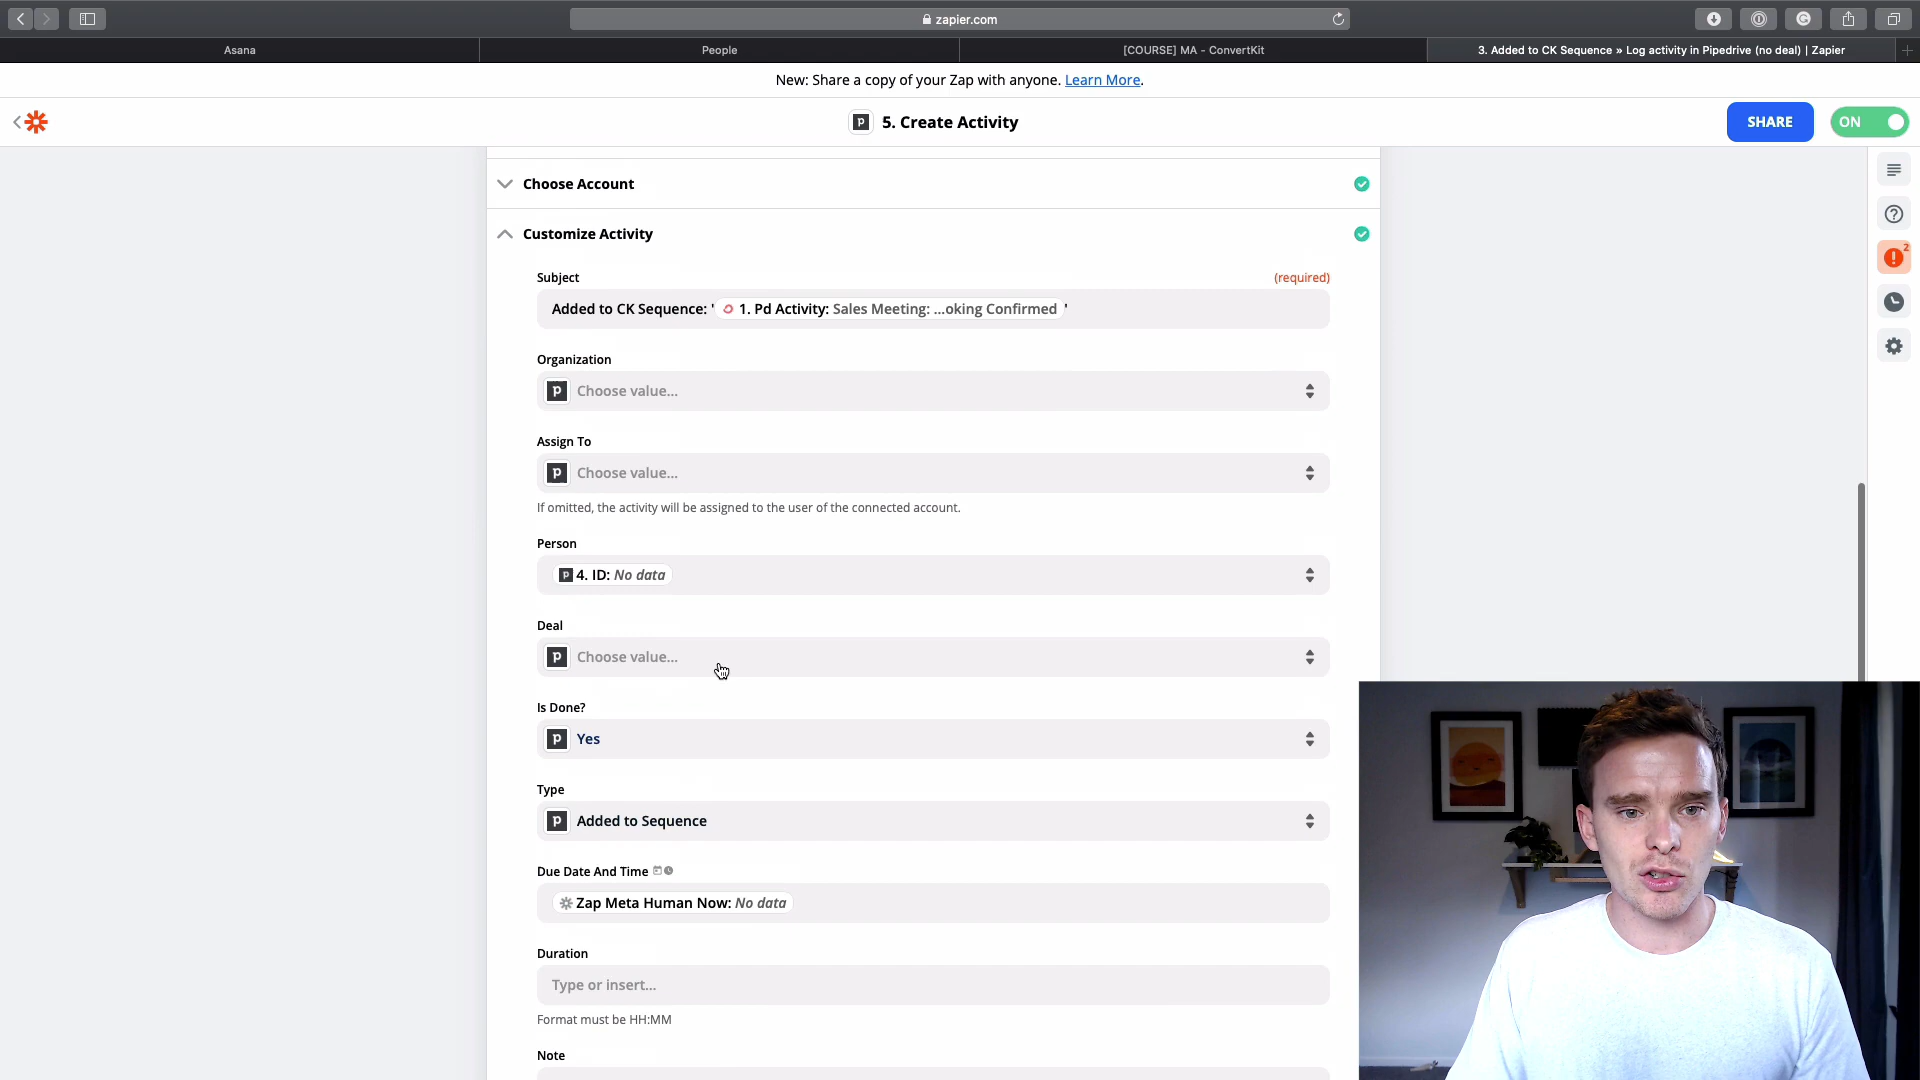 zipier.com
Asana
People
[COURSE] MA - ConvertKit
3. Added to CK Sequence » Log activity in Pipedrive (no deal) | Zapier
New: Share a copy of your Zap with anyone. Learn More.
5. Create Activity
SHARE
ON
Choose Account
2
Customize Activity
Subject
(required)
Added to CK Sequence: ' 1. Pd Activity: Sales Meeting: ...oking Confirmed '
Organization
Choose value...
Assign To
Choose value...
If omitted, the activity will be assigned to the user of the connected account.
Person
4. ID: No data
Deal
Choose value...
Is Done?
Yes
Type
Added to Sequence
Due Date And Time
Zap Meta Human Now: No data
Duration
Type or insert...
Format must be HH:MM
Note